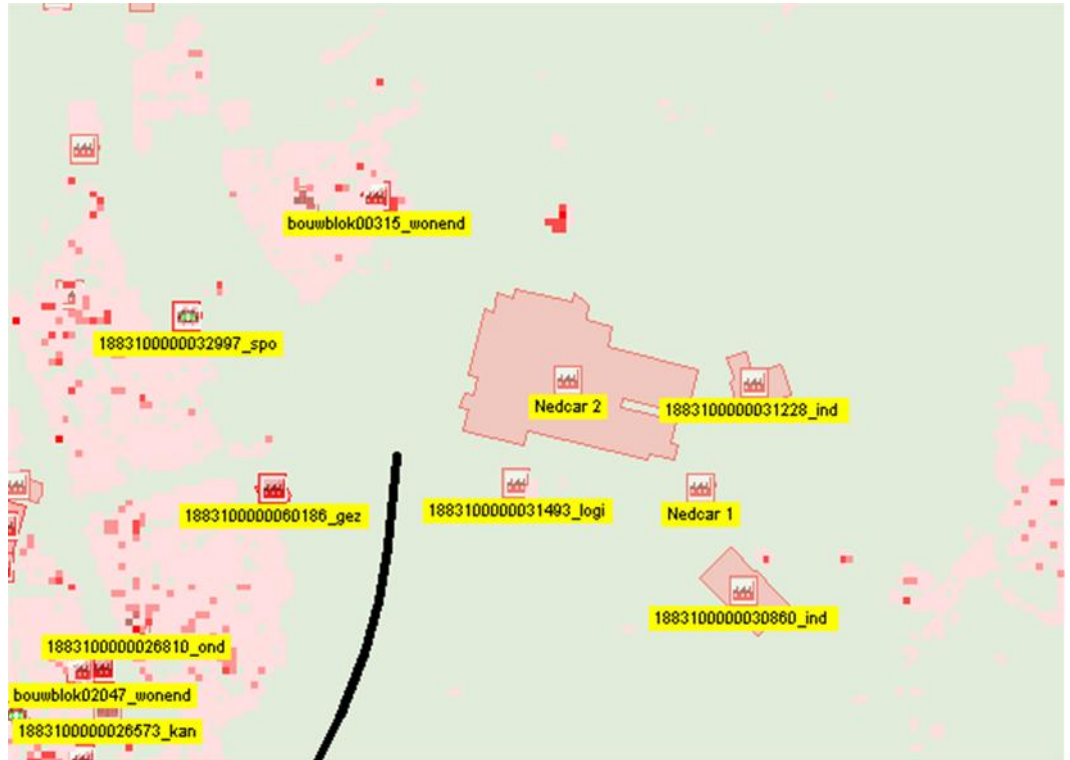 bouwblok00315_wonend
1883100000032997_spo
Nedcar 2
1883100000031228_ind
1883100000060186_gez
1883100000031493_logi
Nedcar 1
1883100000030860_ind
1883100000026810_ond
bouwblok02047_wonend
1883100000026573_kan